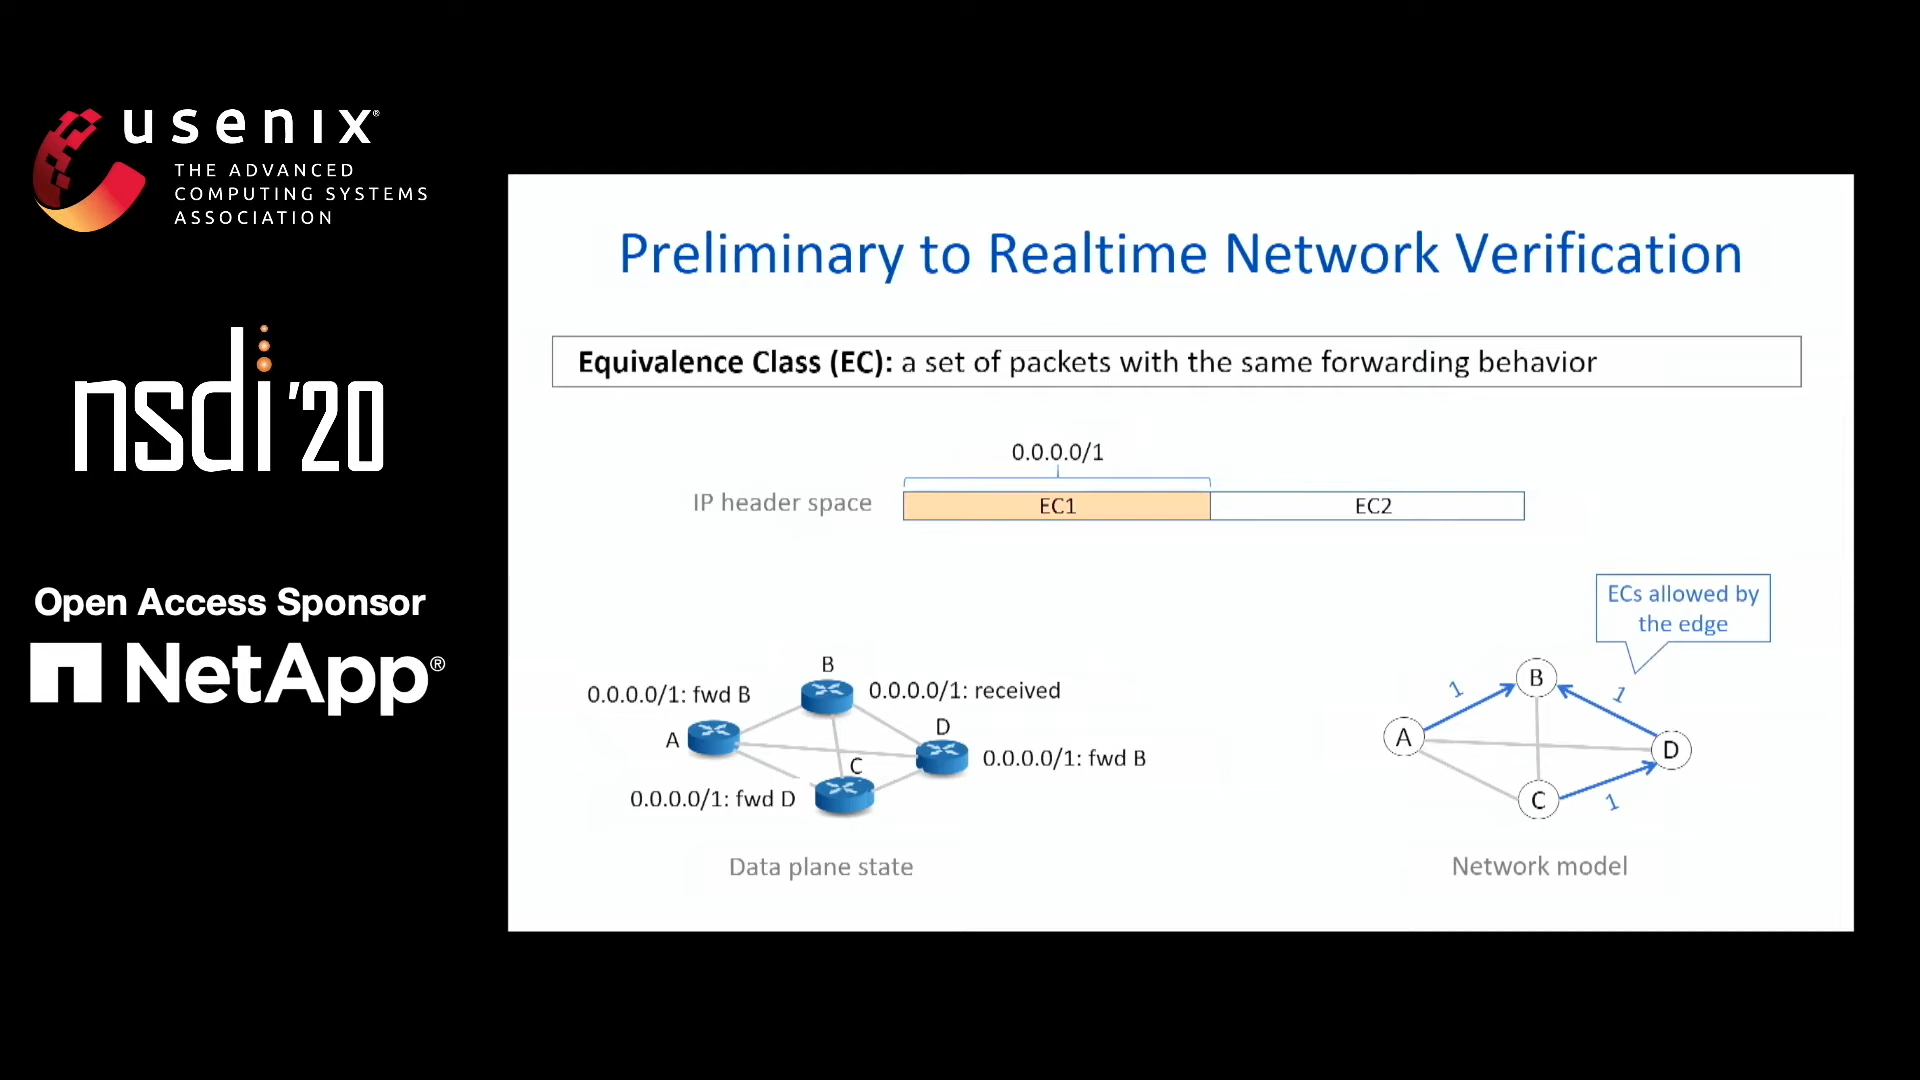 usenix®
THE ADVANCED
COMPUTING SYSTEMS
ASSOCIATION
nsdi '20
Open Access Sponsor
NetApp®
Preliminary to Realtime Network Verification
Equivalence Class (EC): a set of packets with the same forwarding behavior
0.0.0.0/1
IP header space
EC1
EC2
ECs allowed by
the edge
B
0.0.0.0/1: fwd B
0.0.0.0/1: received
A
D
0.0.0.0/1: fwd B
C
0.0.0.0/1: fwd D
Data plane state
B
1
1
A
D
C
1
Network model